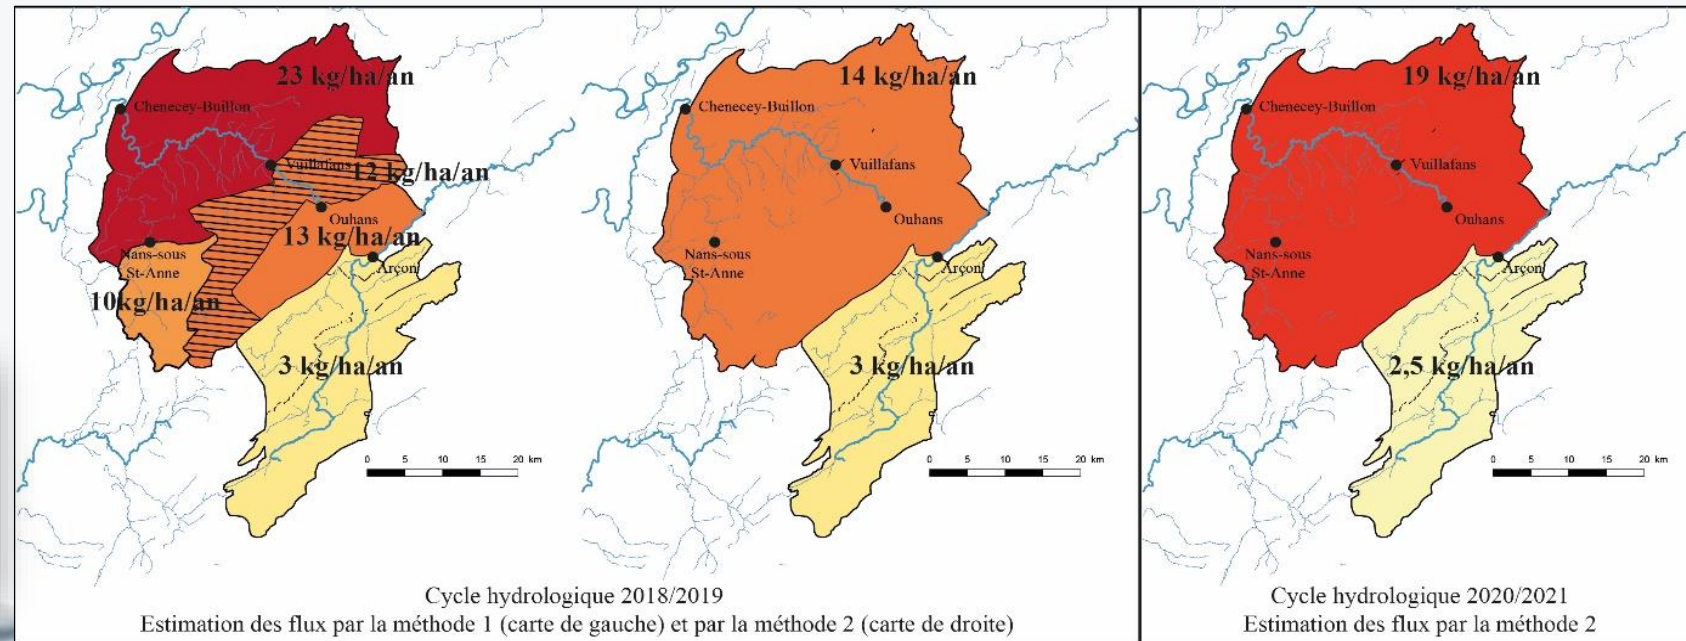 23 kg/ha/an
Chenecey-Buillon
Vuillafans
12 kg/ha/an
Ouhans
13 kg/ha/an
Nans-sous
St-Anne
Arçon
10kg/ha/an
3 kg/ha/an
0 5 10 15 20 km
14 kg/ha/an
Chenecey-Buillon
Vuillafans
Ouhans
Nans-sous
St-Anne
Arçon
3 kg/ha/an
0 5 10 15 20 km
Cycle hydrologique 2018/2019
Estimation des flux par la méthode 1 (carte de gauche) et par la méthode 2 (carte de droite)
19 kg/ha/an
Chenecey-Buillon
Vuillafans
Ouhans
Nans-sous
St-Anne
Arçon
2,5 kg/ha/an
0 5 10 15 20 km
Cycle hydrologique 2020/2021
Estimation des flux par la méthode 2